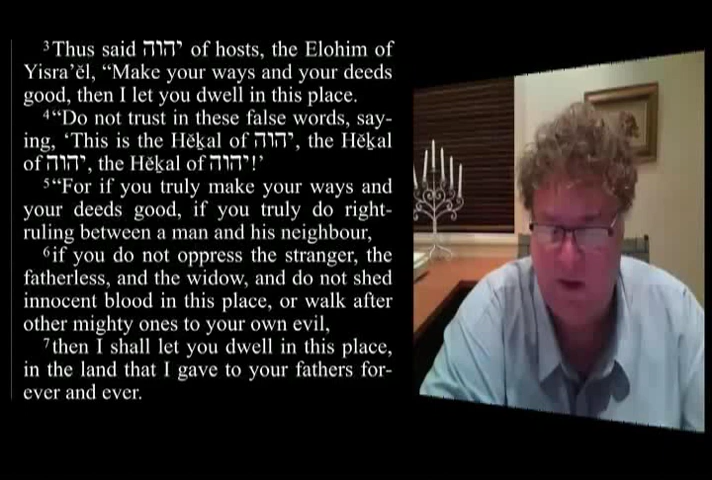 3Thus said יהוה of hosts, the Elohim of
Yisra’ĕl, “Make your ways and your deeds
good, then I let you dwell in this place.
4“Do not trust in these false words, say-
ing, ‘This is the Hĕḵal of יהוה, the Hĕḵal
of יהוה, the Hĕḵal of יהוה!’
5“For if you truly make your ways and
your deeds good, if you truly do right-
ruling between a man and his neighbour,
6if you do not oppress the stranger, the
fatherless, and the widow, and do not shed
innocent blood in this place, or walk after
other mighty ones to your own evil,
7then I shall let you dwell in this place,
in the land that I gave to your fathers for-
ever and ever.